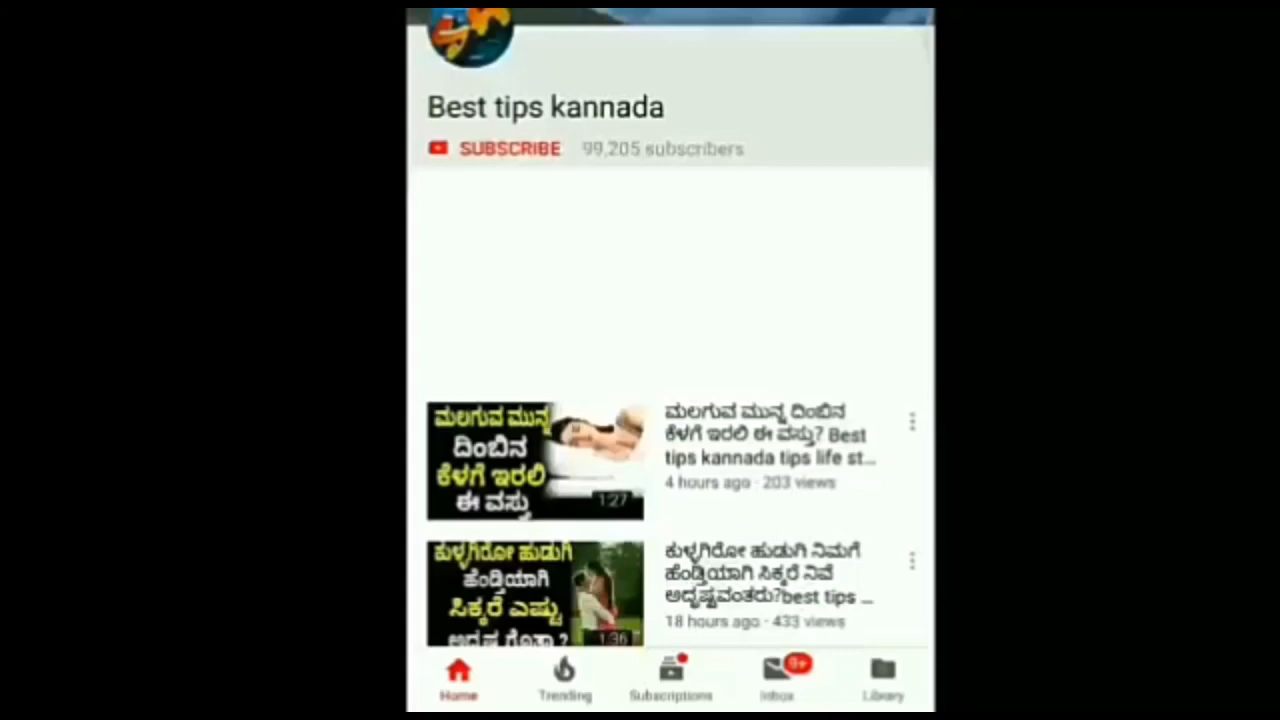 Best tips kannada
SUBSCRIBE 99,205 subscribers
ಮಲಗುವ ಮುನ್ನ
ದಿಂಬಿನ
ಕೆಳಗೆ ಇರಲಿ
ಈ ವಸ್ತು
1:27
ಮಲಗುವ ಮುನ್ನ ದಿಂಬಿನ
ಕೆಳಗೆ ಇರಲಿ ಈ ವಸ್ತು? Best
tips kannada tips life st...
4 hours ago · 203 views
ಕುಳ್ಳಗಿರೋ ಹುಡುಗಿ
ಹೆಂಡ್ತಿಯಾಗಿ
ಸಿಕ್ಕರೆ ಎಷ್ಟು
ಅದೃಷ್ಟ ಗೊತ್ತಾ ?
1:36
ಕುಳ್ಳಗಿರೋ ಹುಡುಗಿ ನಿಮಗೆ
ಹೆಂಡ್ತಿಯಾಗಿ ಸಿಕ್ಕರೆ ನಿವೆ
ಅದೃಷ್ಟವಂತರು?best tips ...
18 hours ago · 433 views
9+
Home Trending Subscriptions Inbox Library